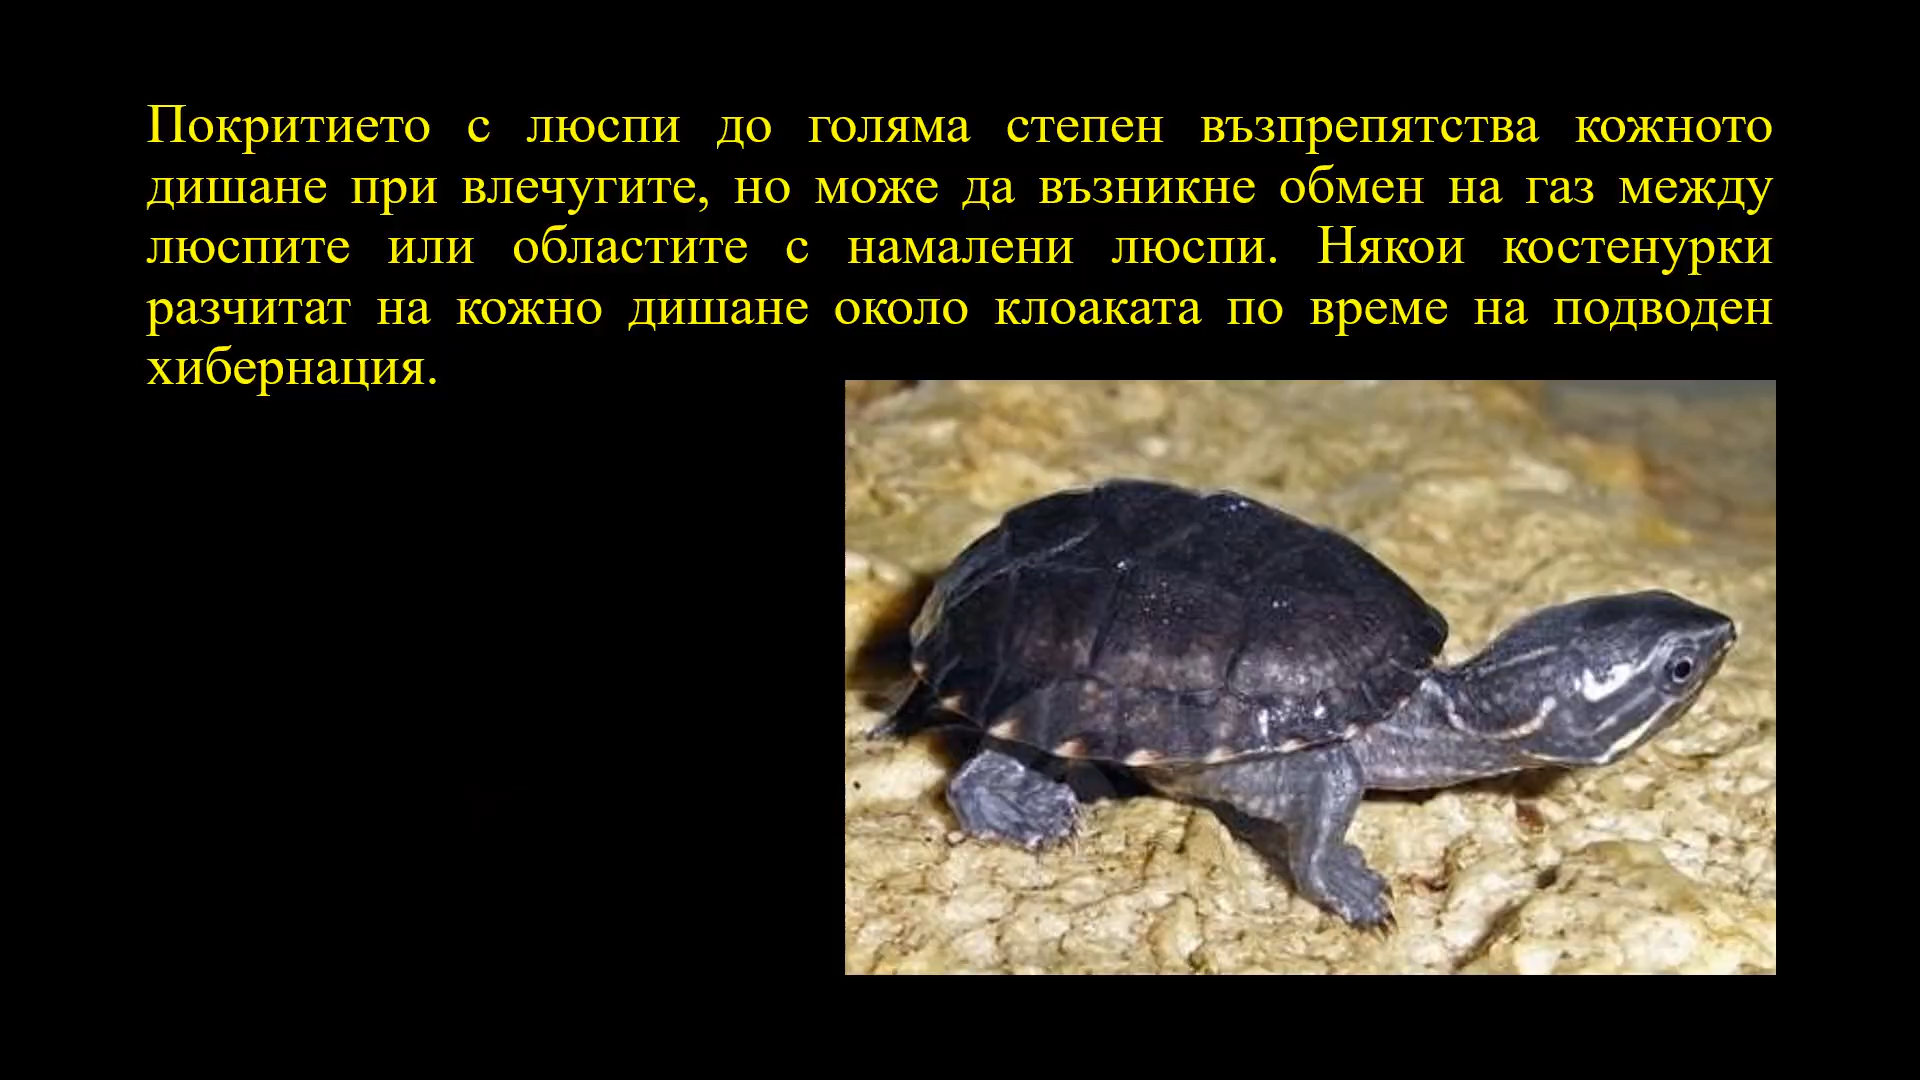 Покритието с люспи до голяма степен възпрепятства кожното
дишане при влечугите, но може да възникне обмен на газ между
люспите или областите с намалени люспи. Някои костенурки
разчитат на кожно дишане около клоаката по време на подводен
хибернация.